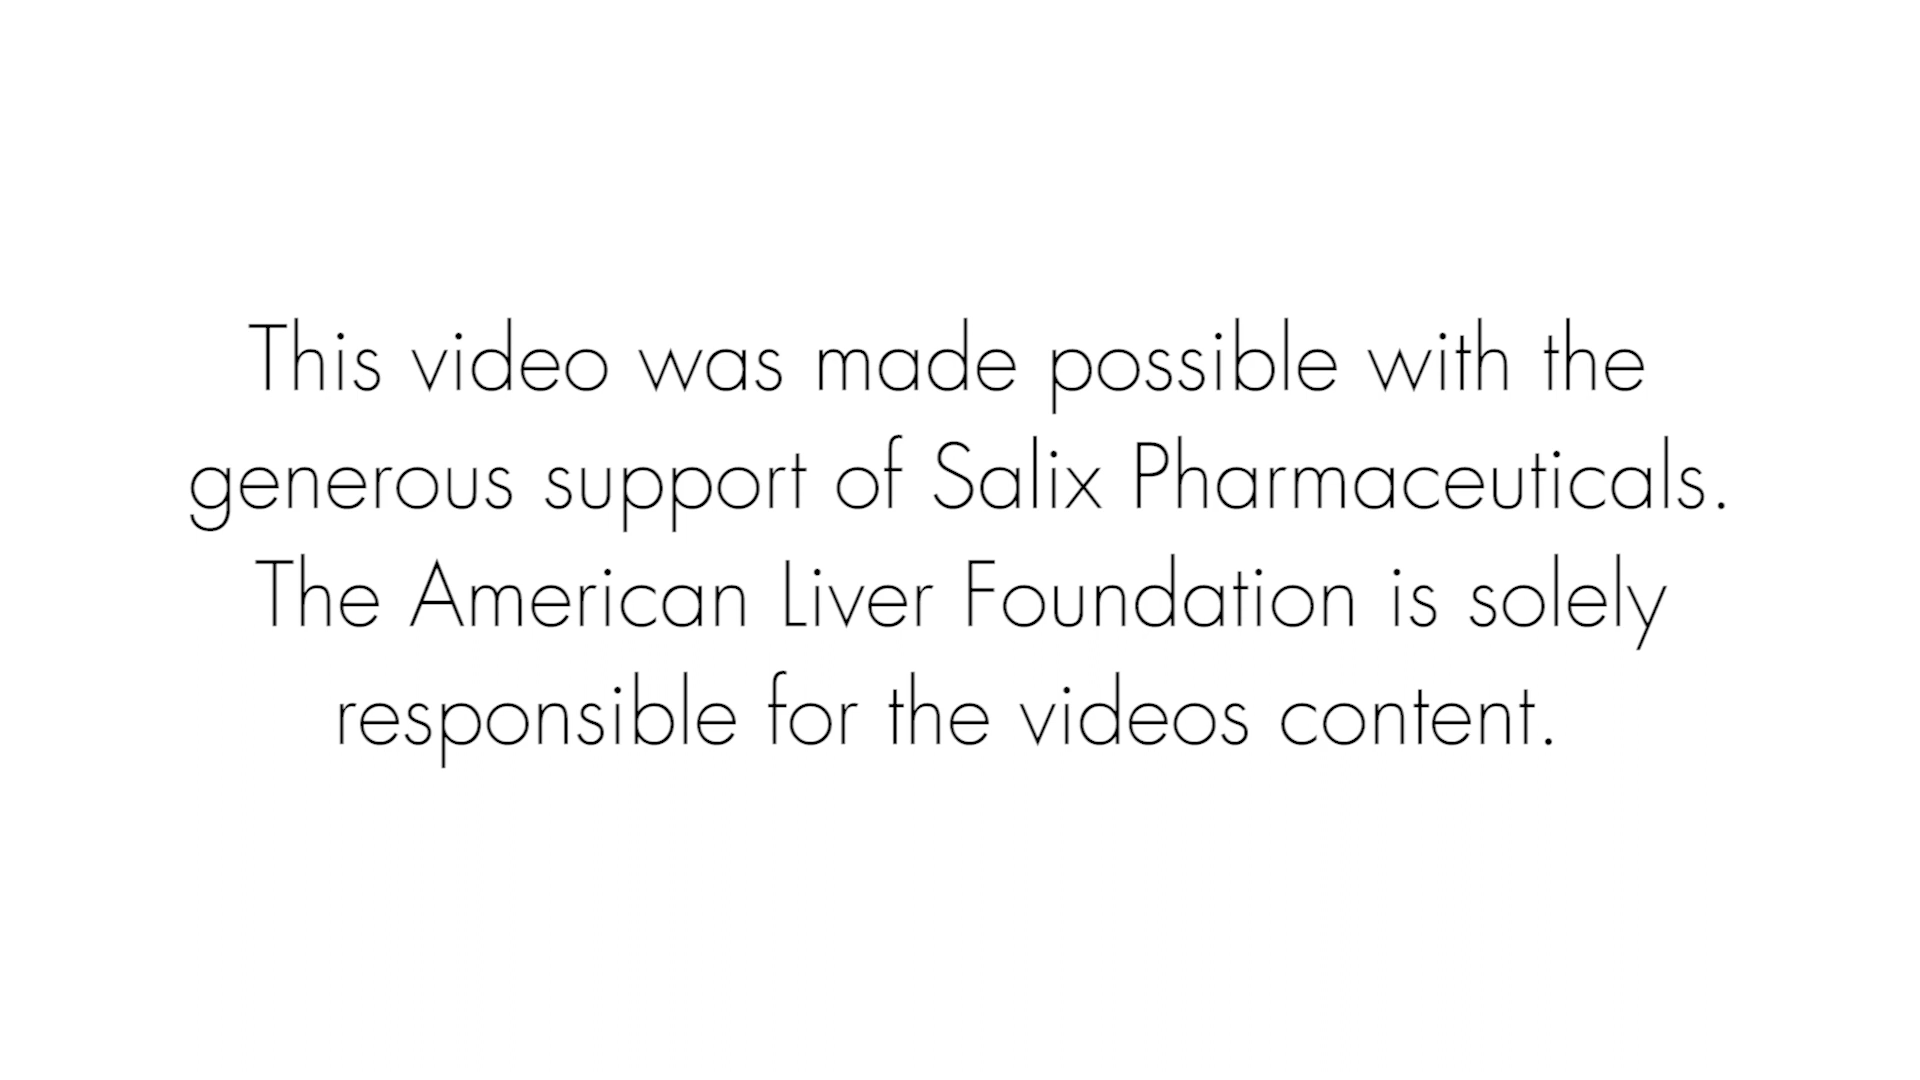 This video was made possible with the
generous support of Salix Pharmaceuticals.
The American Liver Foundation is solely
responsible for the videos content.